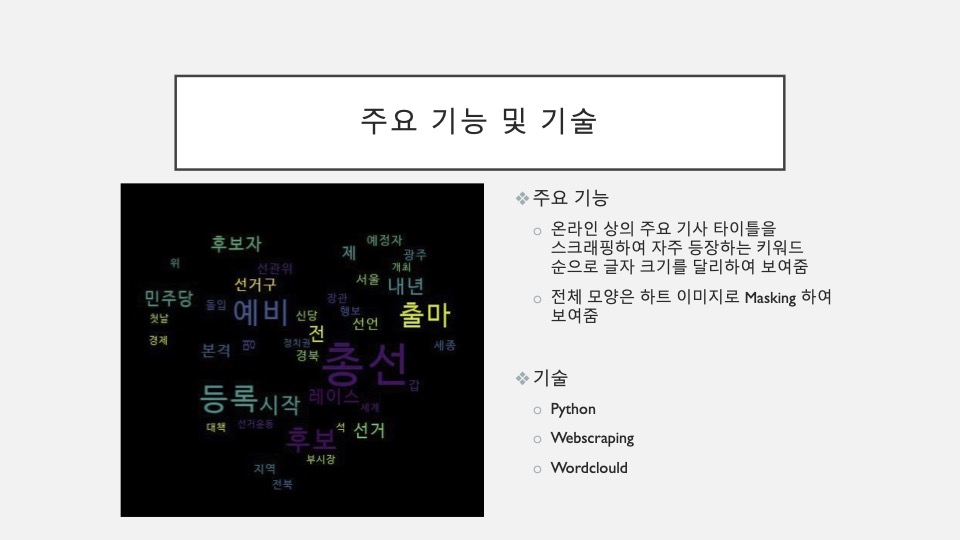 주요 기능 및 기술
후보자
예정자
제
광주
위
선관위
개최
선거구
서울
내년
민주당
돌입
예비
장관
행보
출마
첫날
신당
선언
전
경제
본격
정치권
세종
경북
총선
갑
등록
시작
레이스
세계
대책
선거운동
후보
석
선거
부시장
지역
전북
주요 기능
온라인 상의 주요 기사 타이틀을
스크래핑하여 자주 등장하는 키워드
순으로 글자 크기를 달리하여 보여줌
전체 모양은 하트 이미지로 Masking 하여
보여줌
기술
Python
Webscraping
Wordclould